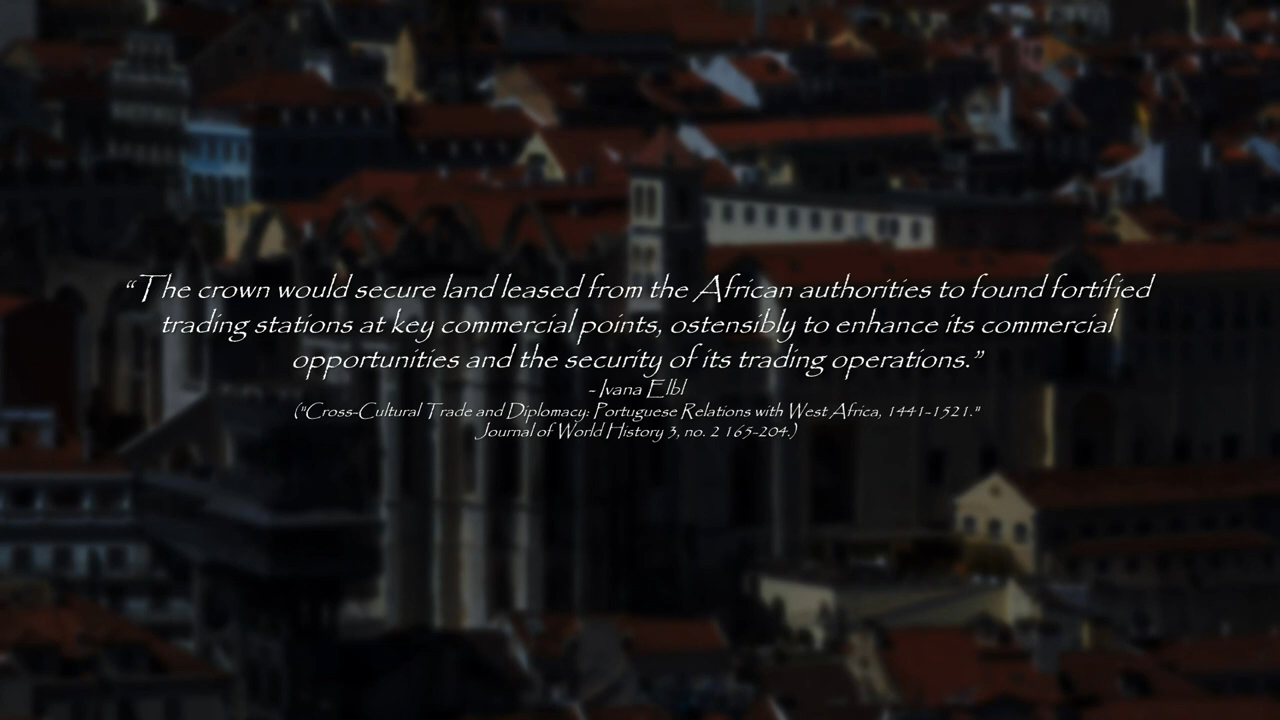 “The crown would secure land leased from the African authorities to found fortified
trading stations at key commercial points, ostensibly to enhance its commercial
opportunities and the security of its trading operations.”
- Ivana Elbl
("Cross-Cultural Trade and Diplomacy: Portuguese Relations with West Africa, 1441-1521."
Journal of World History 3, no. 2 165-204.)